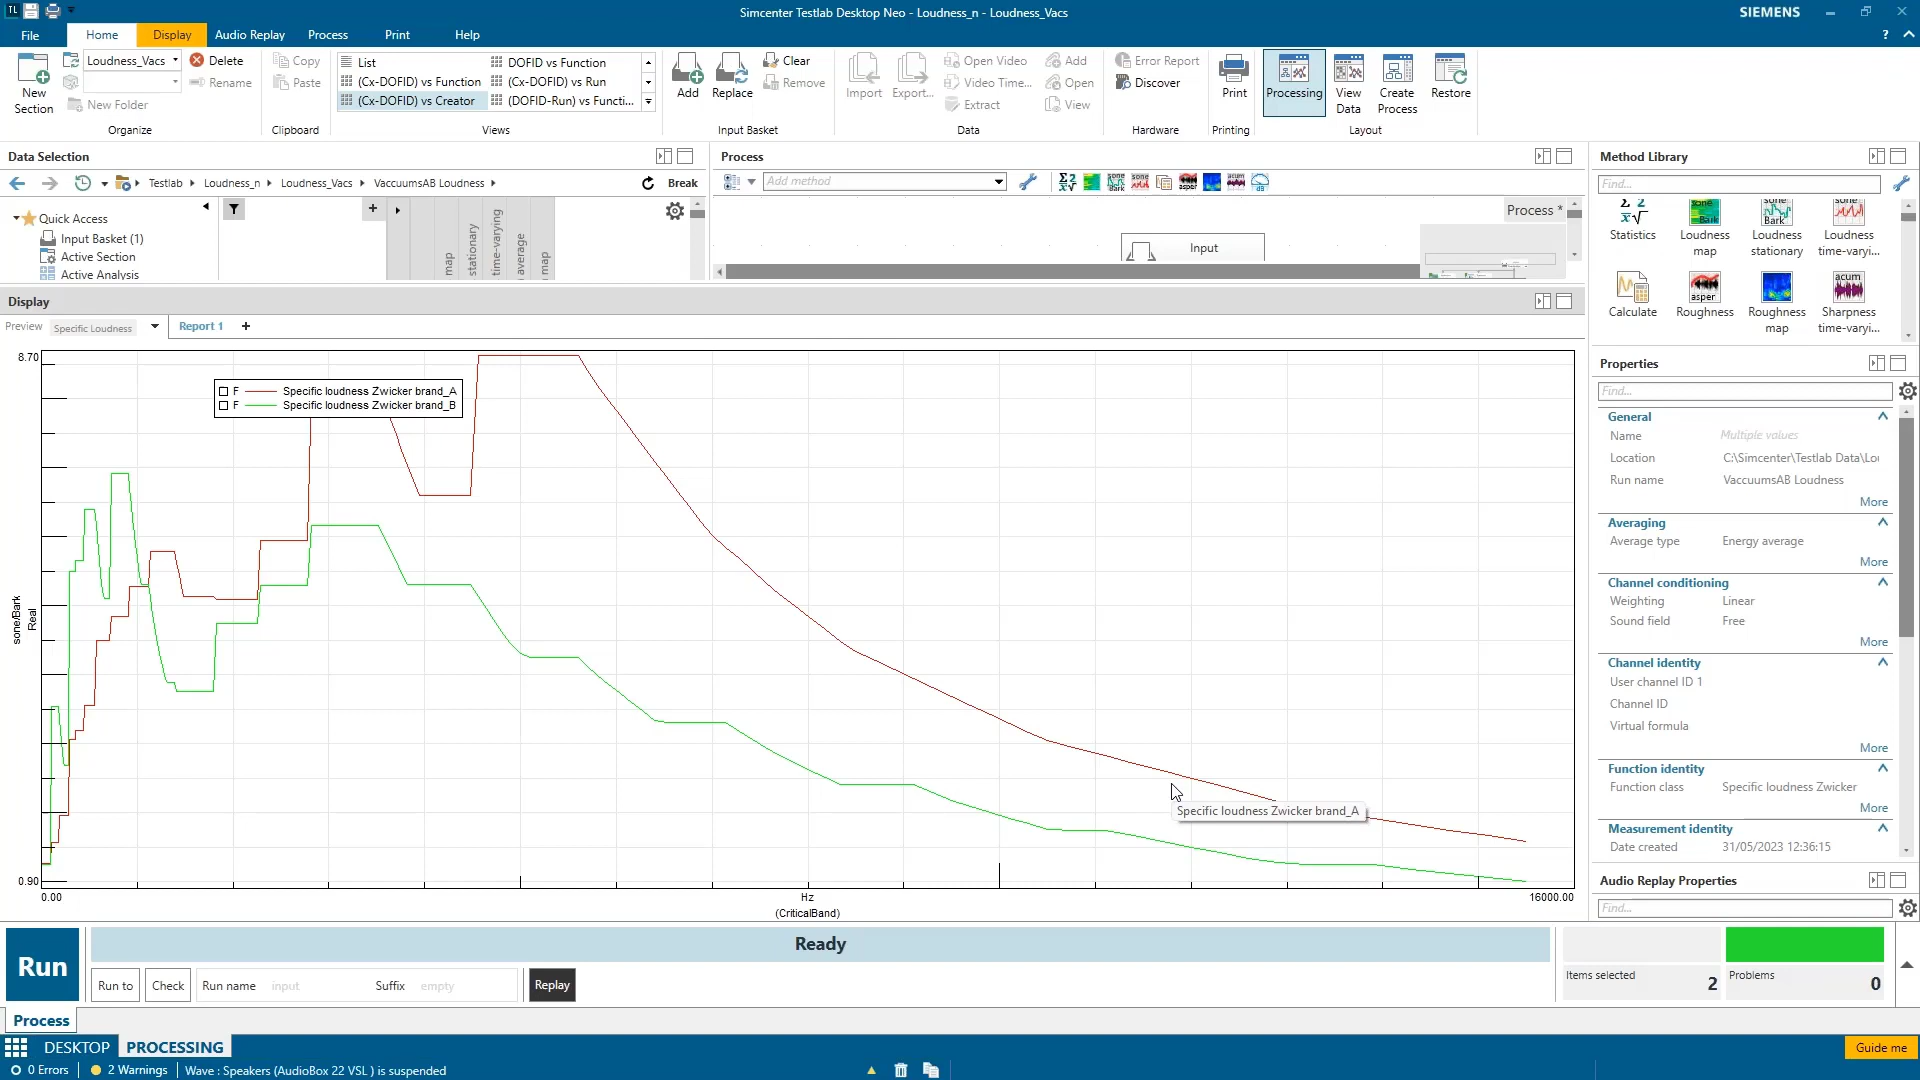 TL
Simcenter Testlab Desktop Neo - Loudness_n - Loudness_Vacs
SIEMENS
File
Home
Display
Audio Replay
Process
Print
Help
?
New Section
Loudness_Vacs
Delete
Rename
New Folder
Organize
Copy
Paste
Clipboard
List
(Cx-DOFID) vs Function
(Cx-DOFID) vs Creator
DOFID vs Function
(Cx-DOFID) vs Run
(DOFID-Run) vs Functi...
Views
Add
Replace
Clear
Remove
Input Basket
Import
Export...
Open Video
Video Time...
Extract
Add
Open
View
Data
Error Report
Discover
Hardware
Print
Printing
Processing
View Data
Create Process
Restore
Layout
Data Selection
Testlab
Loudness_n
Loudness_Vacs
VaccuumsAB Loudness
Break
Quick Access
Input Basket (1)
Active Section
Active Analysis
map
stationary
time-varying
average
map
Process
Add method
Process *
Input
Method Library
Find...
Statistics
Loudness map
Loudness stationary
Loudness time-varyi...
Calculate
Roughness
Roughness map
Sharpness time-varyi...
Display
Preview
Specific Loudness
Report 1
+
8.70
F Specific loudness Zwicker brand_A
F Specific loudness Zwicker brand_B
sone/Bark
Real
0.90
0.00
Hz
16000.00
(CriticalBand)
Specific loudness Zwicker brand_A
Properties
Find...
General
Name Multiple values
Location C:\Simcenter\Testlab Data\Lou
Run name VaccuumsAB Loudness
More
Averaging
Average type Energy average
More
Channel conditioning
Weighting Linear
Sound field Free
More
Channel identity
User channel ID 1
Channel ID
Virtual formula
More
Function identity
Function class Specific loudness Zwicker
More
Measurement identity
Date created 31/05/2023 12:36:15
Audio Replay Properties
Find...
Run
Ready
Run to
Check
Run name input
Suffix empty
Replay
Items selected 2
Problems 0
Process
DESKTOP
PROCESSING
Guide me
0 Errors
2 Warnings
Wave : Speakers (AudioBox 22 VSL ) is suspended